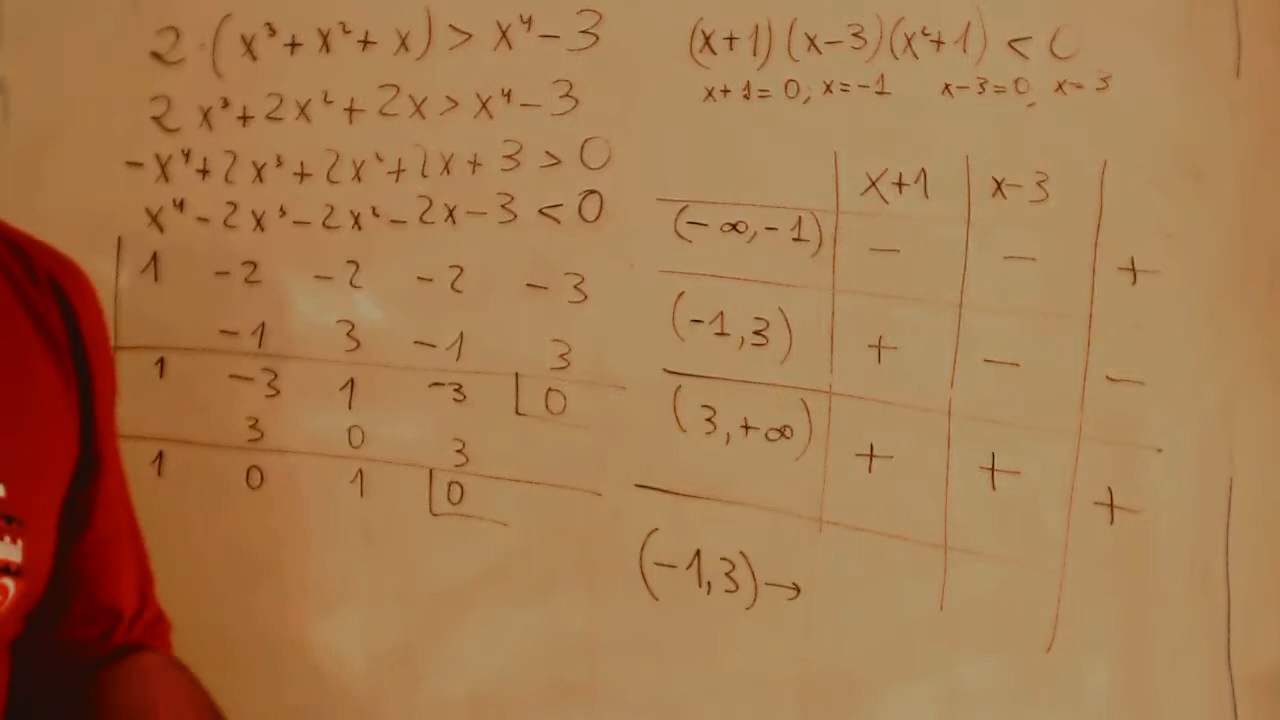 2·(x³+x²+x)>x⁴-3
2x³+2x²+2x>x⁴-3
-x⁴+2x³+2x²+2x+3>0
x⁴-2x³-2x²-2x-3<0
1 -2 -2 -2 -3
-1 3 -1 3
1 -3 1 -3 0
3 0 3
1 0 1 0
(x+1)(x-3)(x²+1)<0
x+1=0, x=-1 x-3=0, x=3
x+1 x-3
(-∞,-1) - - +
(-1,3) + - -
(3,+∞) + + +
(-1,3)→